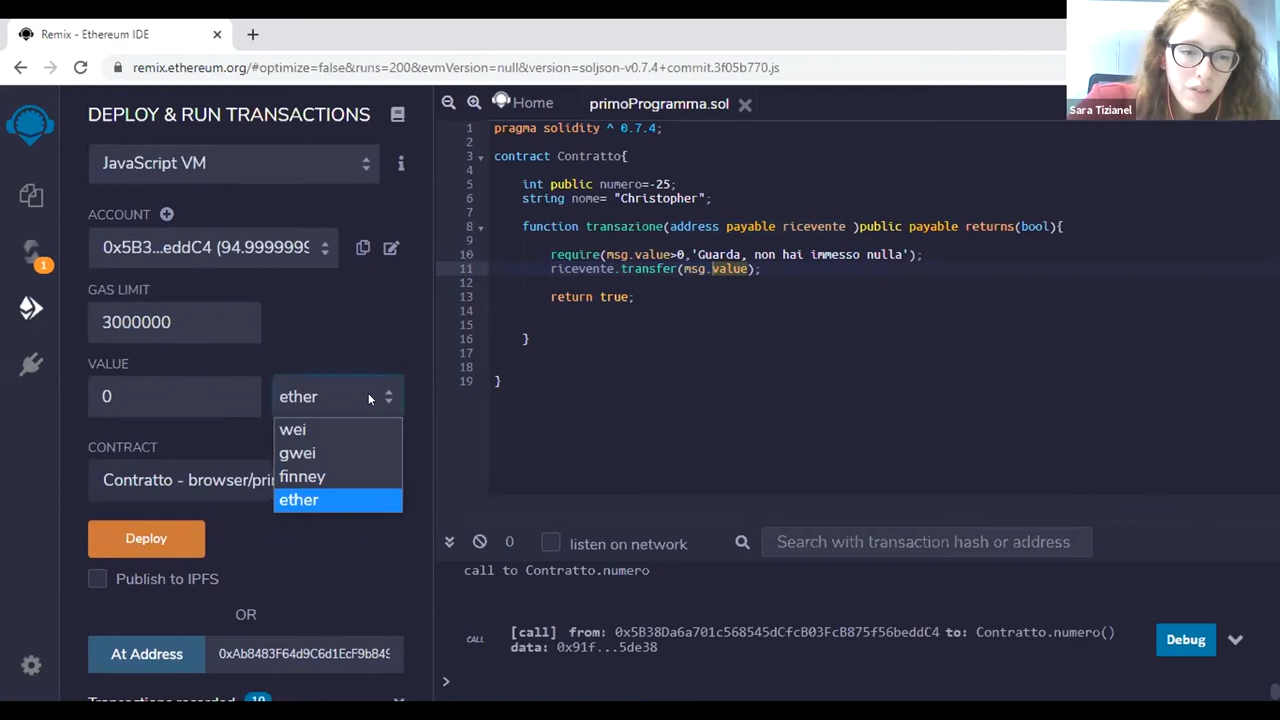 Remix - Ethereum IDE
remix.ethereum.org/#optimize=false&runs=200&evmVersion=null&version=soljson-v0.7.4+commit.3f05b770.js
Sara Tizianel
DEPLOY & RUN TRANSACTIONS
JavaScript VM
ACCOUNT
0x5B3...eddC4 (94.9999999
GAS LIMIT
3000000
VALUE
0
ether
wei
gwei
finney
ether
CONTRACT
Contratto - browser/pri
Deploy
Publish to IPFS
OR
At Address
0xAb8483F64d9C6d1EcF9b849
Transactions recorded
19
1
Home
primoProgramma.sol
1 pragma solidity ^ 0.7.4;
2
3 contract Contratto{
4
5 int public numero=-25;
6 string nome= "Christopher";
7
8 function transazione(address payable ricevente )public payable returns(bool){
9
10 require(msg.value>0,'Guarda, non hai immesso nulla');
11 ricevente.transfer(msg.value);
12
13 return true;
14
15
16 }
17
18
19 }
0
listen on network
Search with transaction hash or address
call to Contratto.numero
CALL
[call] from: 0x5B38Da6a701c568545dCfcB03FcB875f56beddC4 to: Contratto.numero()
data: 0x91f...5de38
Debug
>